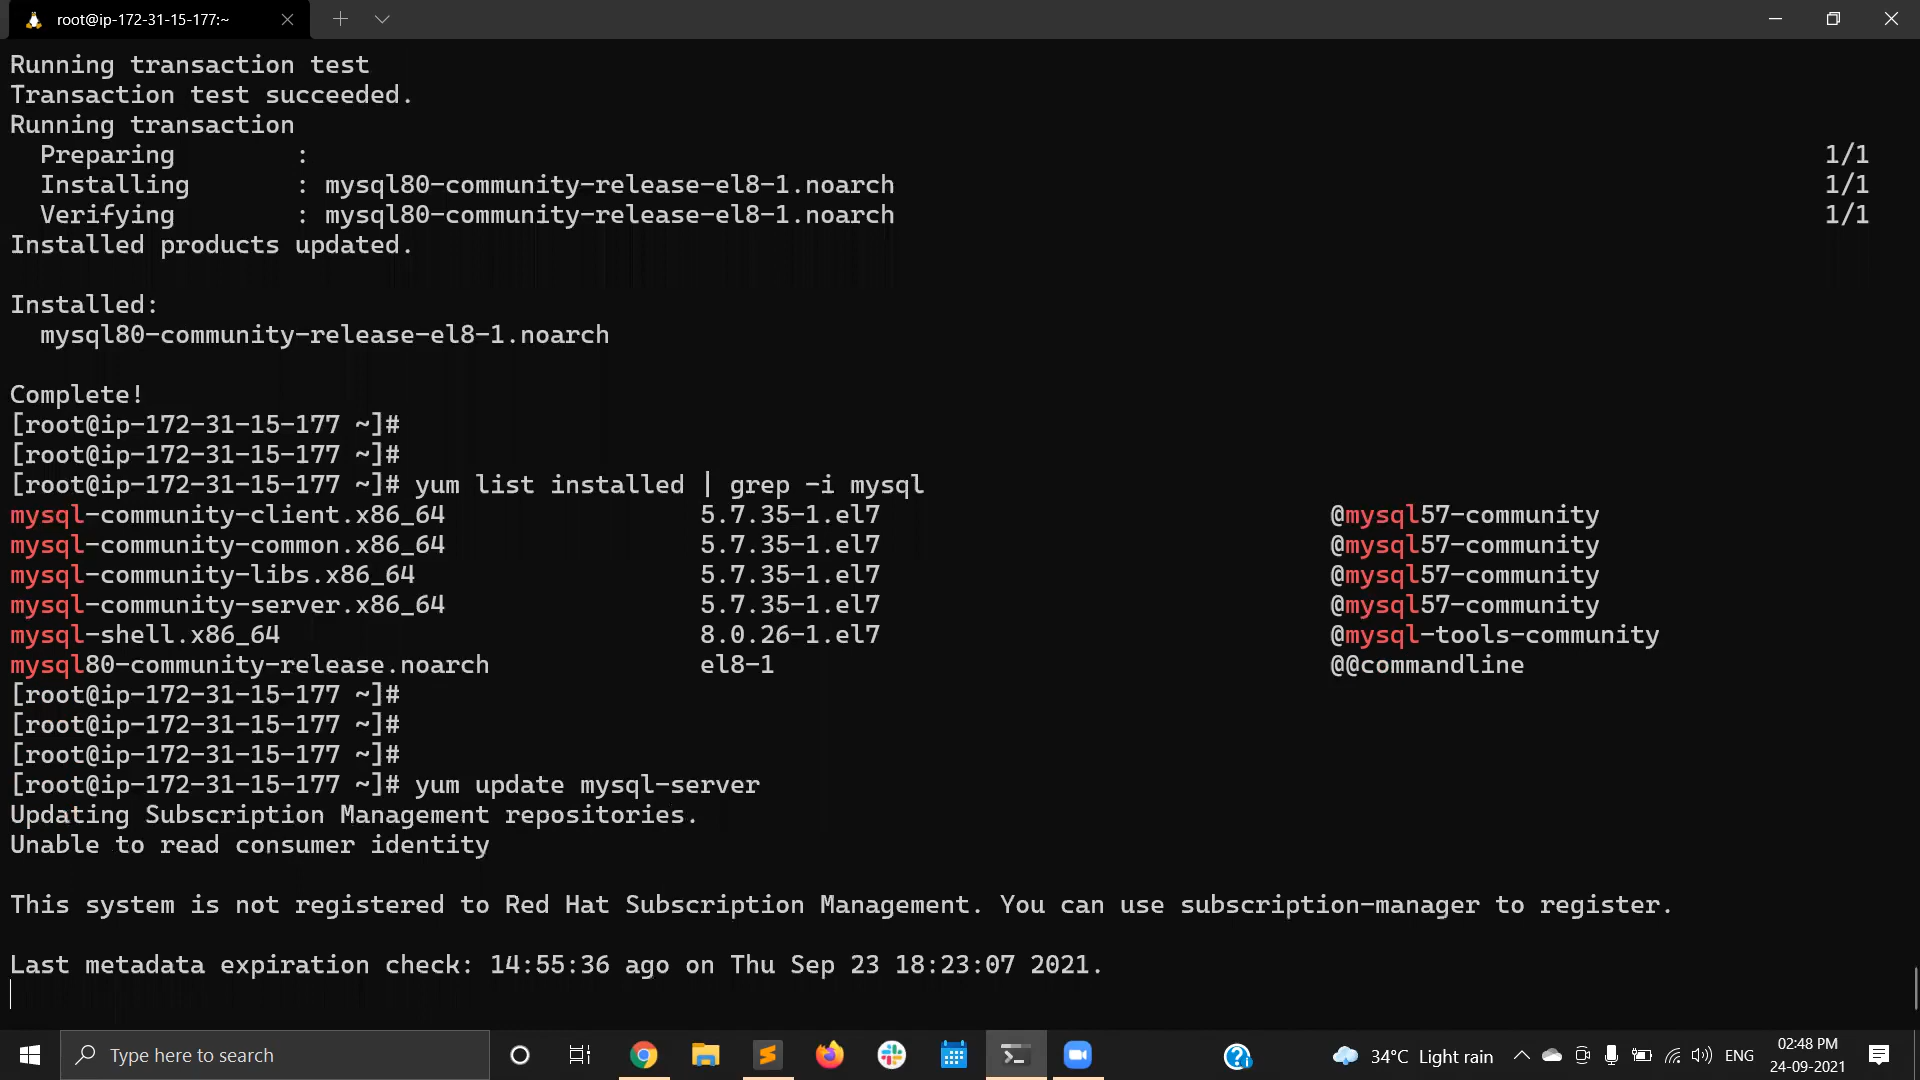 root@ip-172-31-15-177:~
Running transaction test
Transaction test succeeded.
Running transaction
Preparing : 1/1
Installing : mysql80-community-release-el8-1.noarch 1/1
Verifying : mysql80-community-release-el8-1.noarch 1/1
Installed products updated.
Installed:
mysql80-community-release-el8-1.noarch
Complete!
[root@ip-172-31-15-177 ~]#
[root@ip-172-31-15-177 ~]#
[root@ip-172-31-15-177 ~]# yum list installed | grep -i mysql
mysql-community-client.x86_64 5.7.35-1.el7 @mysql57-community
mysql-community-common.x86_64 5.7.35-1.el7 @mysql57-community
mysql-community-libs.x86_64 5.7.35-1.el7 @mysql57-community
mysql-community-server.x86_64 5.7.35-1.el7 @mysql57-community
mysql-shell.x86_64 8.0.26-1.el7 @mysql-tools-community
mysql80-community-release.noarch el8-1 @@commandline
[root@ip-172-31-15-177 ~]#
[root@ip-172-31-15-177 ~]#
[root@ip-172-31-15-177 ~]#
[root@ip-172-31-15-177 ~]# yum update mysql-server
Updating Subscription Management repositories.
Unable to read consumer identity
This system is not registered to Red Hat Subscription Management. You can use subscription-manager to register.
Last metadata expiration check: 14:55:36 ago on Thu Sep 23 18:23:07 2021.
Type here to search
34°C Light rain
ENG
02:48 PM
24-09-2021